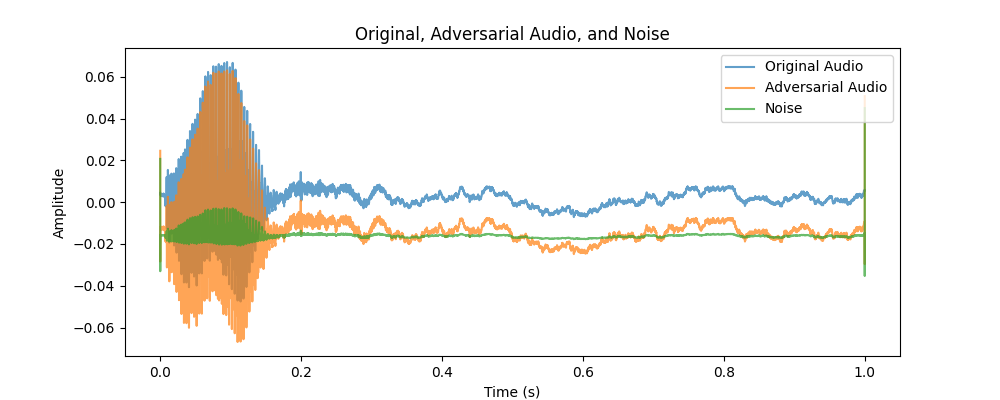 Original, Adversarial Audio, and Noise
Original Audio
Adversarial Audio
Noise
Amplitude
0.06
0.04
0.02
0.00
−0.02
−0.04
−0.06
0.0
0.2
0.4
0.6
0.8
1.0
Time (s)